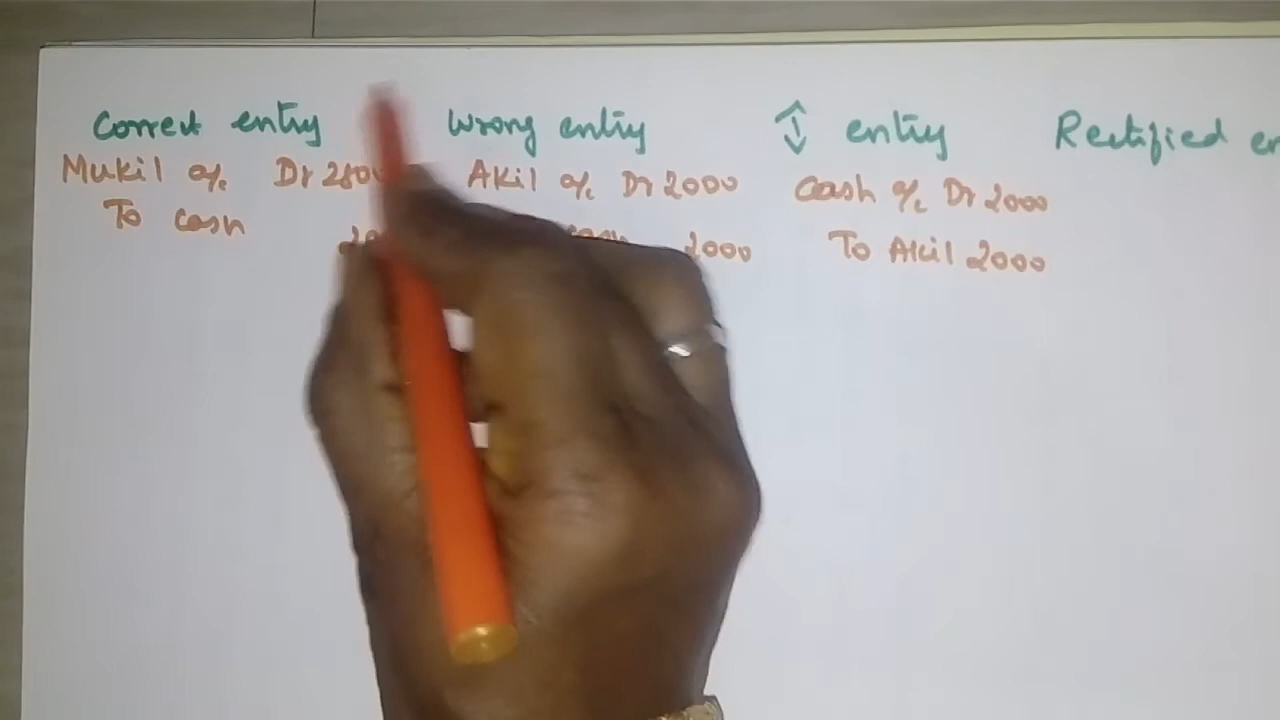 Correct entry Wrong entry ↕ entry Rectified
Mukil a/c Dr Akil a/c Dr 2000 Cash a/c Dr 2000
To cash 2000 To Akil 2000